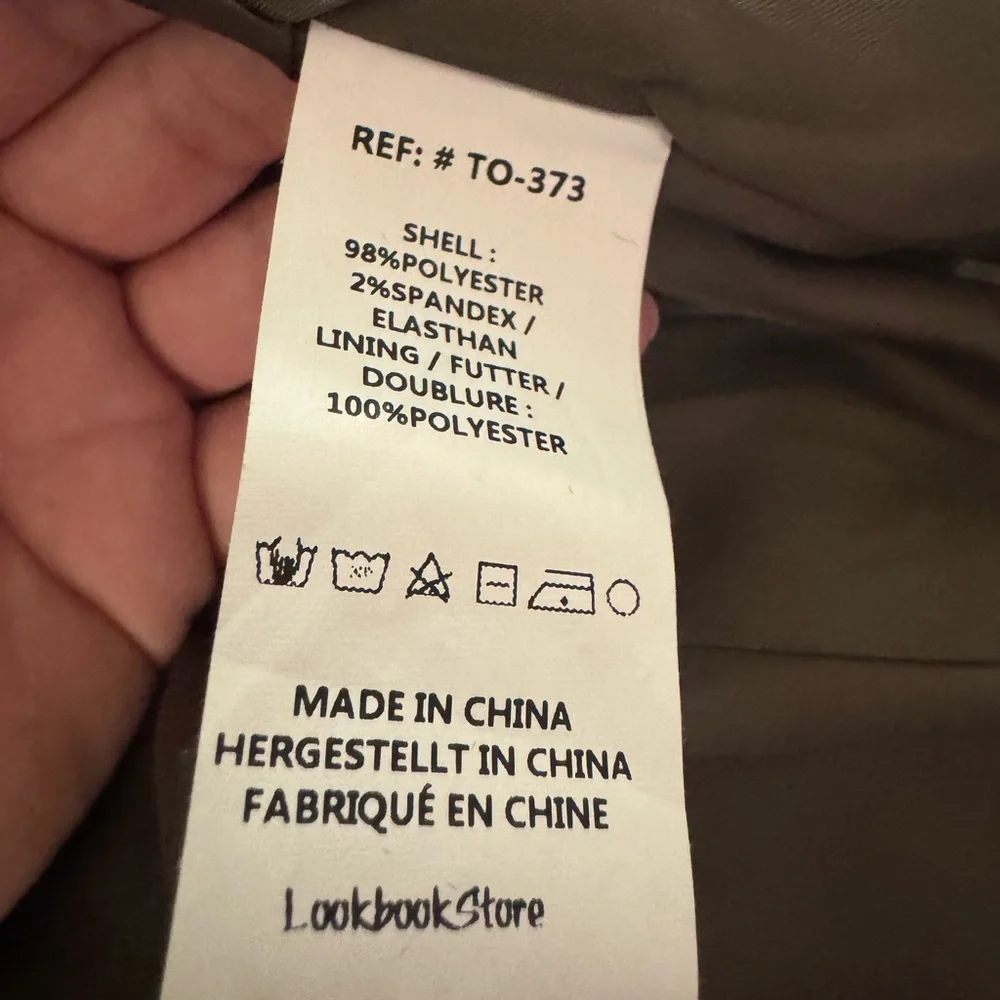 REF: # TO-373
SHELL :
98%POLYESTER
2%SPANDEX /
ELASTHAN
LINING / FUTTER /
DOUBLURE :
100%POLYESTER
MADE IN CHINA
HERGESTELLT IN CHINA
FABRIQUÉ EN CHINE
LookbookStore